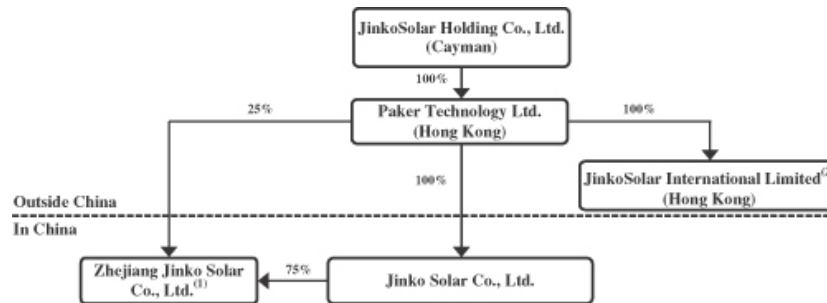 JinkoSolar Holding Co., Ltd.
(Cayman)
100%
25%
Paker Technology Ltd.
(Hong Kong)
100%
100%
JinkoSolar International Limited
(Hong Kong)
Outside China
In China
Zhejiang Jinko Solar
Co., Ltd.(1)
75%
Jinko Solar Co., Ltd.